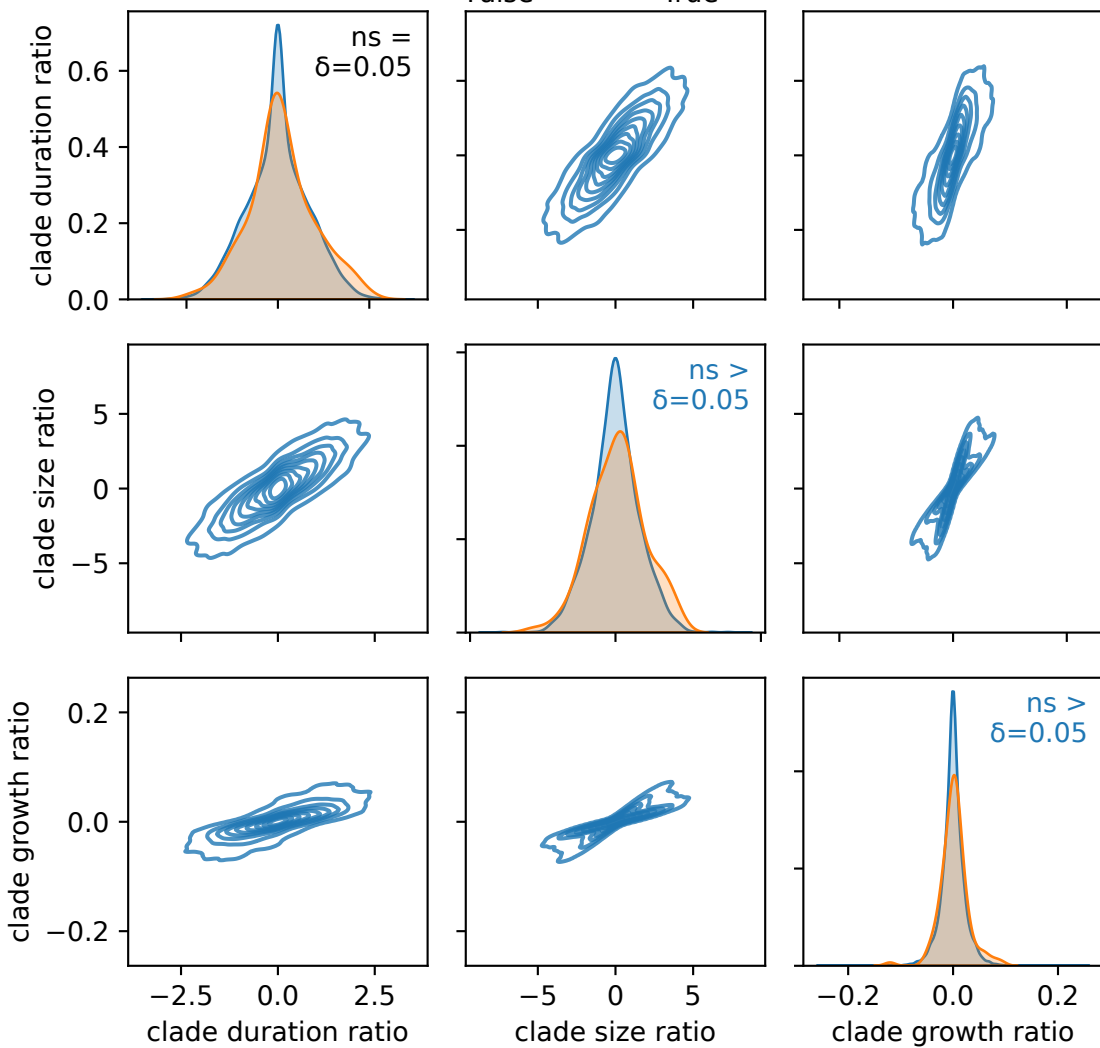 clade duration ratio
0.6
0.4
0.2
0.0
ns =
δ=0.05
clade size ratio
5
0
−5
ns >
δ=0.05
clade growth ratio
0.2
0.0
−0.2
ns >
δ=0.05
−2.5 0.0 2.5
−5 0 5
−0.2 0.0 0.2
clade duration ratio
clade size ratio
clade growth ratio